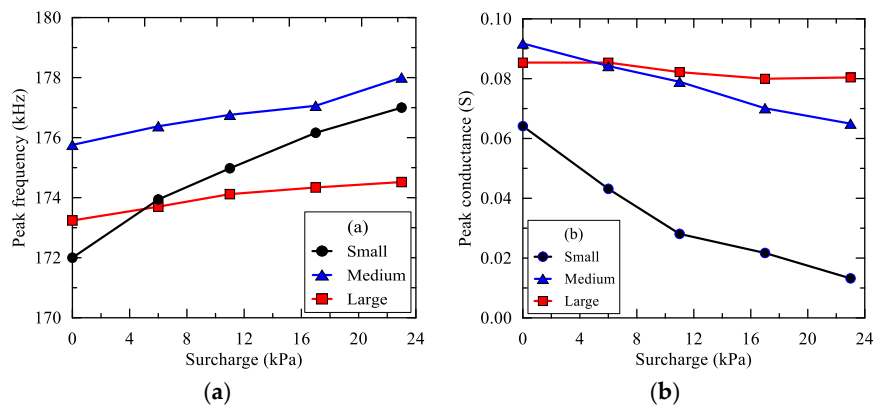 180
178
176
174
172
170
Peak frequency (kHz)
(a)
Small
Medium
Large
0 4 8 12 16 20 24
Surcharge (kPa)
(a)
0.10
0.08
0.06
0.04
0.02
0.00
Peak conductance (S)
(b)
Small
Medium
Large
0 4 8 12 16 20 24
Surcharge (kPa)
(b)